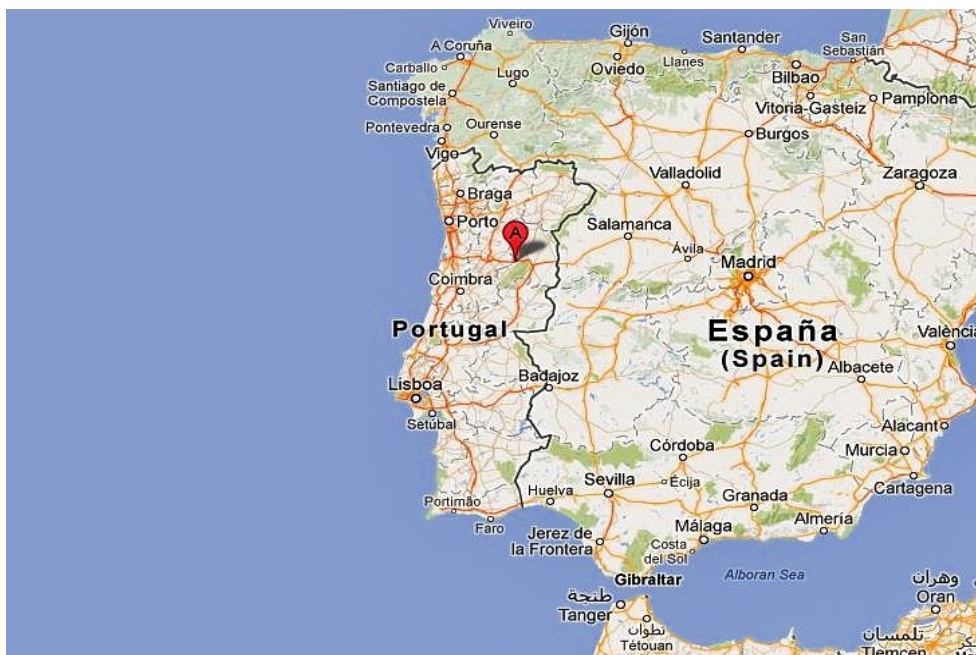 Viveiro
Gijón
Santander
San
Sebastián
A Coruña
Llanes
Carballo
Lugo
Oviedo
Bilbao
Santiago de
Compostela
Vitoria-Gasteiz
Pamplona
Pontevedra
Ourense
Burgos
Vigo
Valladolid
Zaragoza
Braga
Porto
Salamanca
A
Ávila
Madrid
Coimbra
Portugal
España
(Spain)
València
Albacete
Badajoz
Lisboa
Setúbal
Alacant
Córdoba
Murcia
Sevilla
Écija
Cartagena
Huelva
Granada
Portimão
Faro
Almería
Málaga
Jerez de
la Frontera
Costa
del Sol
Gibraltar
Alboran Sea
وهران
Oran
طنجة
Tanger
تطوان
Tétouan
تلمسان
Tlemcen